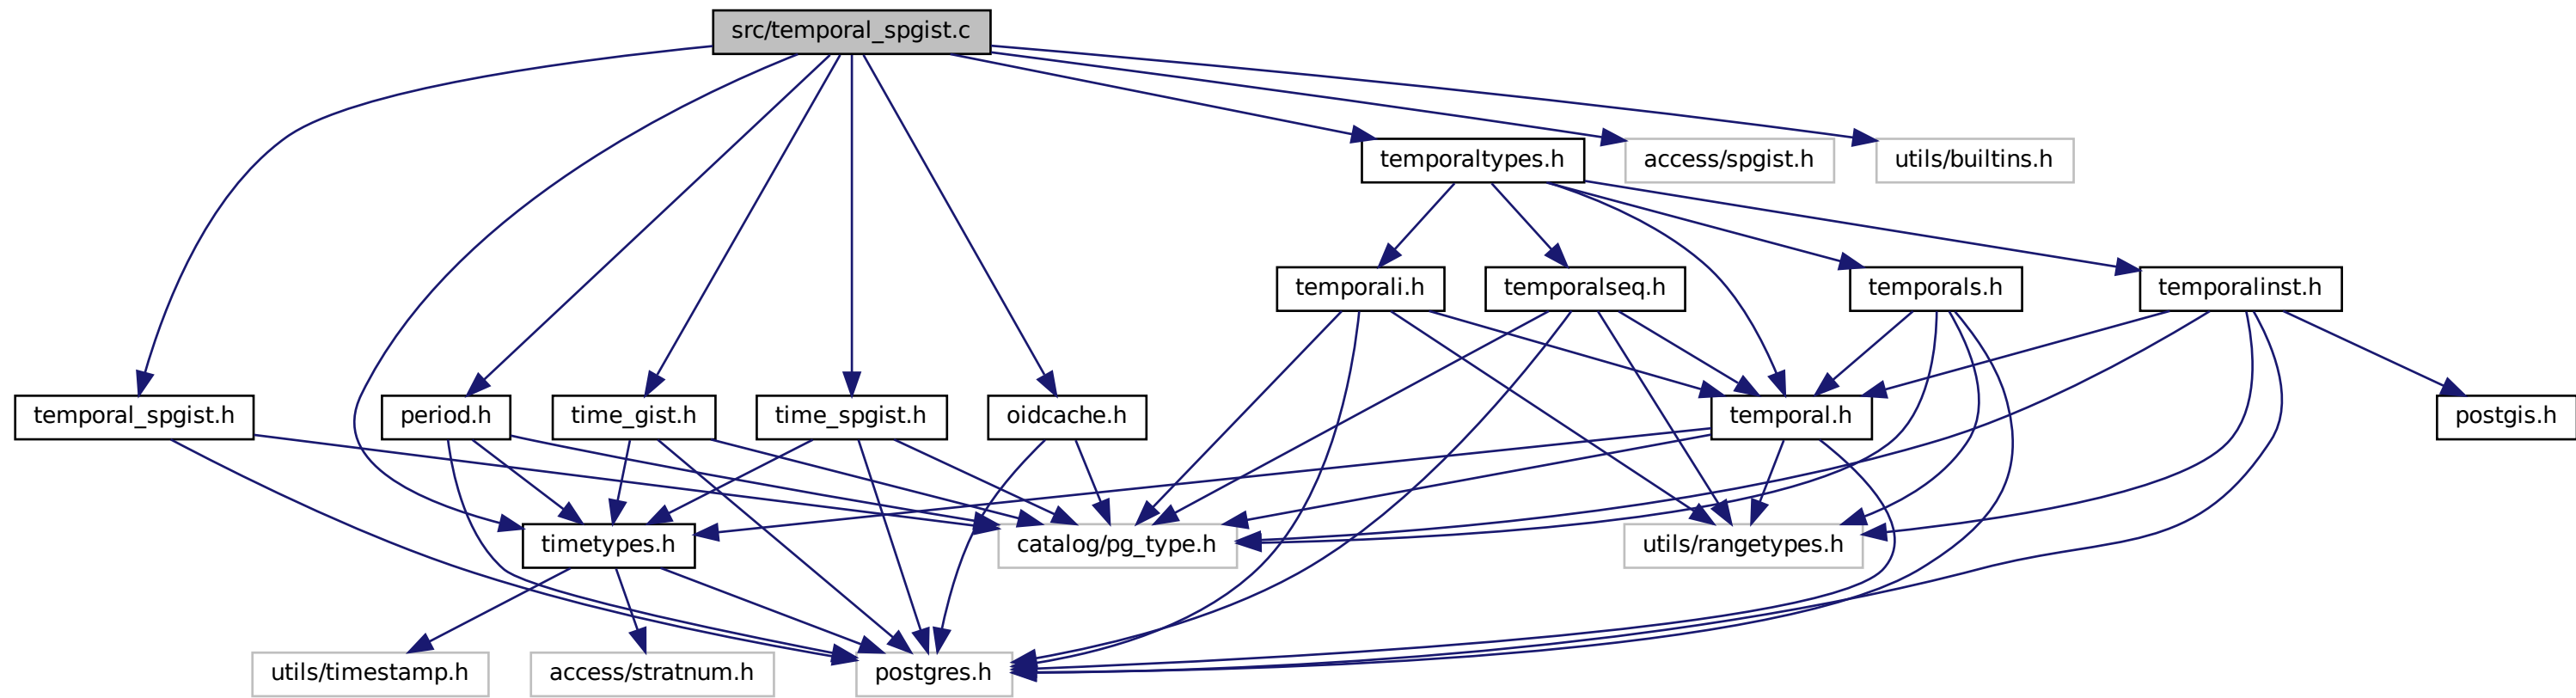 src/temporal_spgist.c
temporaltypes.h
access/spgist.h
utils/builtins.h
temporali.h
temporalseq.h
temporals.h
temporalinst.h
temporal_spgist.h
period.h
time_gist.h
time_spgist.h
oidcache.h
temporal.h
postgis.h
timetypes.h
catalog/pg_type.h
utils/rangetypes.h
utils/timestamp.h
access/stratnum.h
postgres.h